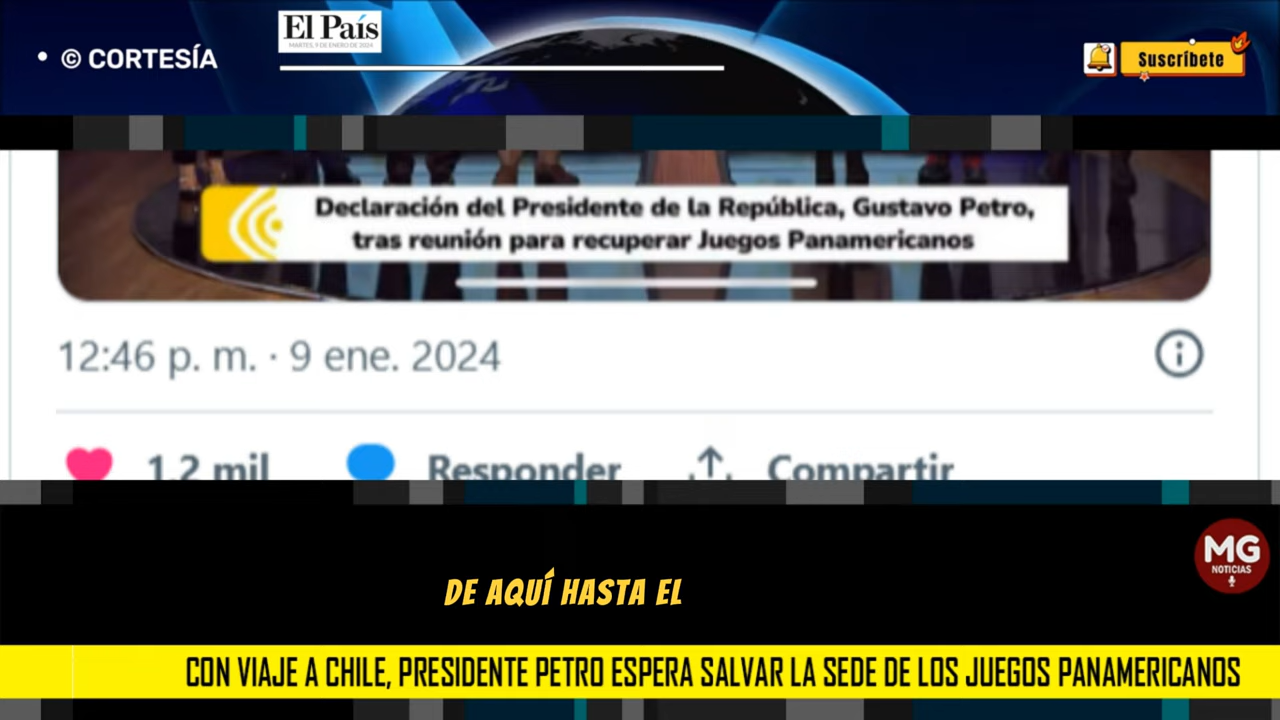 • © CORTESÍA
El País
MARTES, 9 DE ENERO DE 2024
Suscríbete
Declaración del Presidente de la República, Gustavo Petro,
tras reunión para recuperar Juegos Panamericanos
12:46 p. m. · 9 ene. 2024
1,2 mil Responder Compartir
MG
NOTICIAS
DE AQUÍ HASTA EL
CON VIAJE A CHILE, PRESIDENTE PETRO ESPERA SALVAR LA SEDE DE LOS JUEGOS PANAMERICANOS